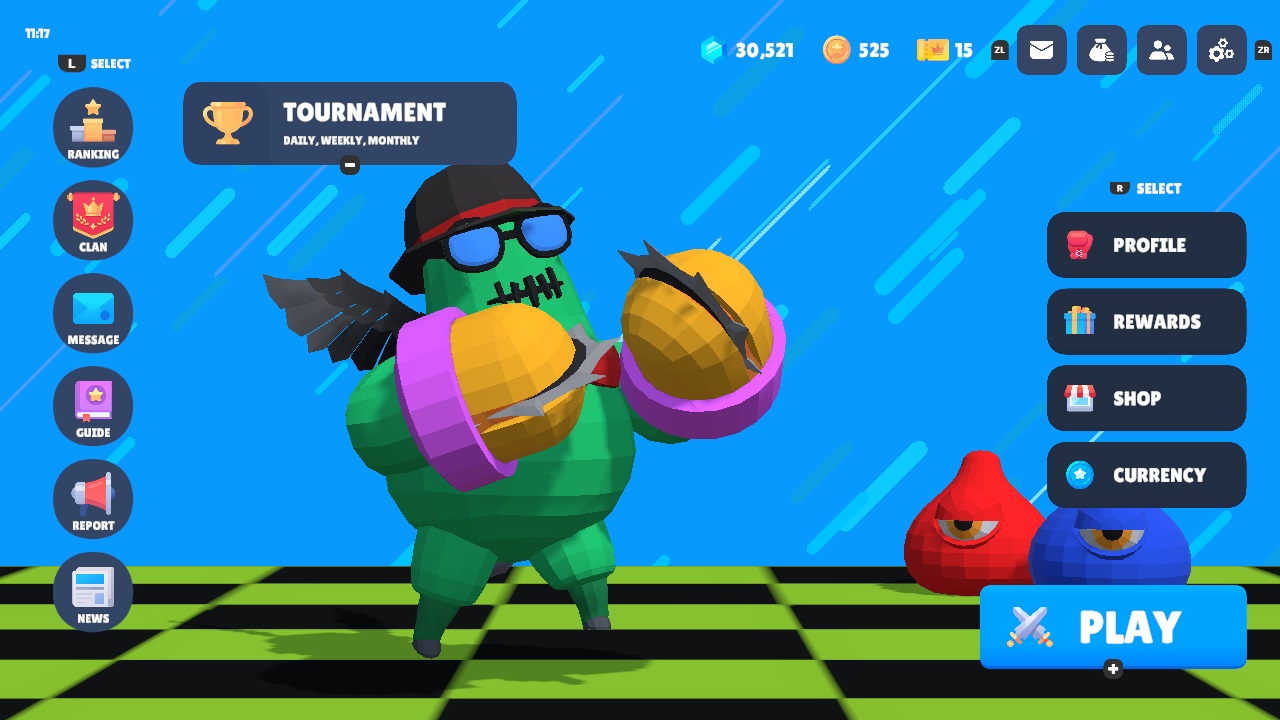 11:17
L SELECT
30,521
525
15
ZL
ZR
TOURNAMENT
DAILY, WEEKLY, MONTHLY
RANKING
CLAN
MESSAGE
GUIDE
REPORT
NEWS
R SELECT
PROFILE
REWARDS
SHOP
CURRENCY
PLAY